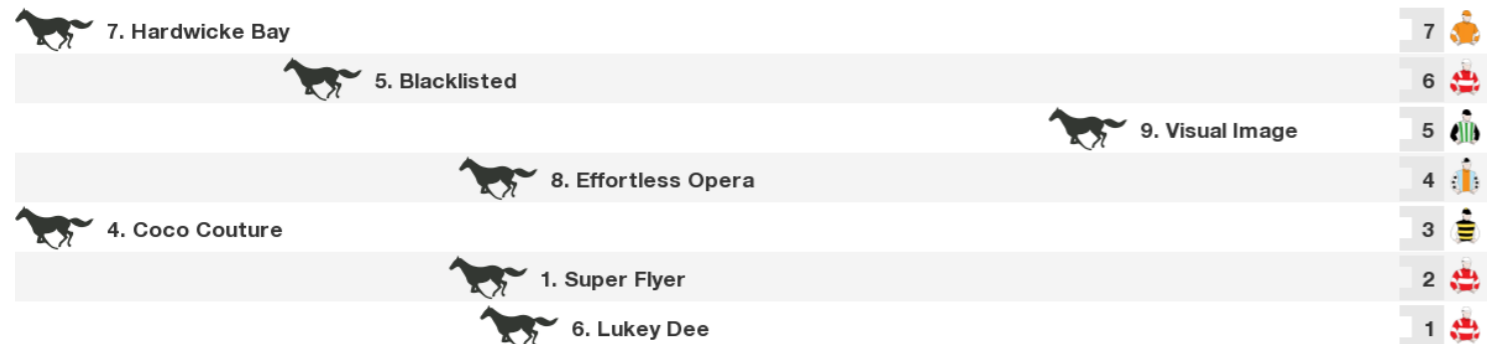 7. Hardwicke Bay 7
5. Blacklisted 6
9. Visual Image 5
8. Effortless Opera 4
4. Coco Couture 3
1. Super Flyer 2
6. Lukey Dee 1